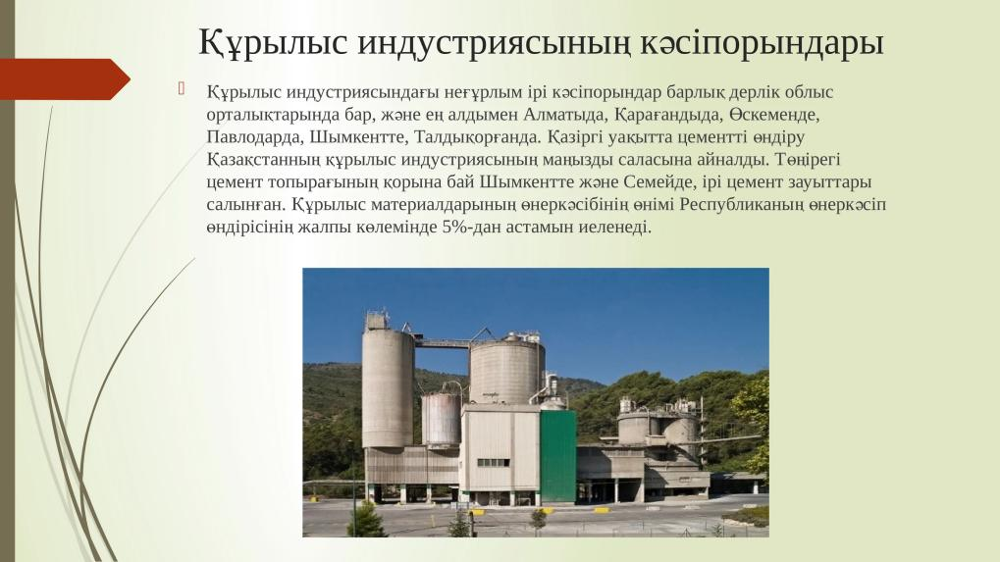 Құрылыс индустриясының кәсіпорындары
Құрылыс индустриясындағы неғұрлым ірі кәсіпорындар барлық дерлік облыс
орталықтарында бар, және ең алдымен Алматыда, Қарағандыда, Өскеменде,
Павлодарда, Шымкентте, Талдықорғанда. Қазіргі уақытта цементті өндіру
Қазақстанның құрылыс индустриясының маңызды саласына айналды. Төңірегі
цемент топырағының қорына бай Шымкентте және Семейде, ірі цемент зауыттары
салынған. Құрылыс материалдарының өнеркәсібінің өнімі Республиканың өнеркәсіп
өндірісінің жалпы көлемінде 5%-дан астамын иеленеді.